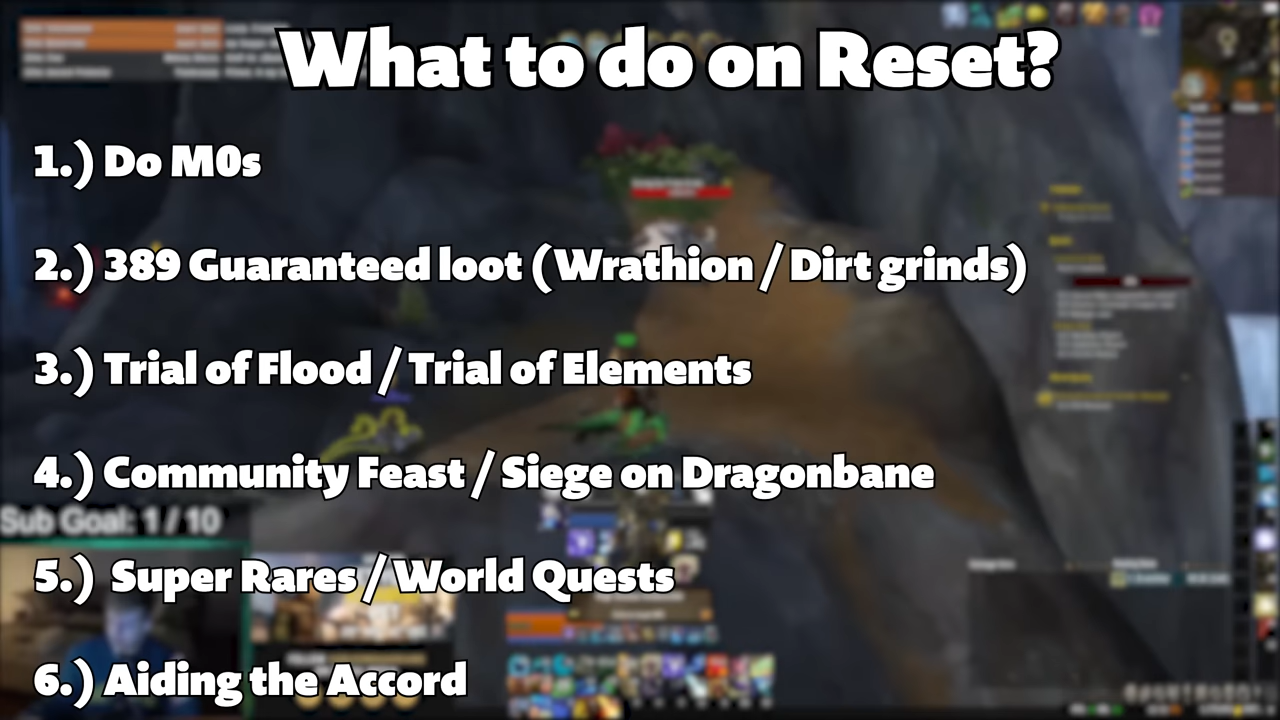 What to do on Reset?
1.) Do M0s
2.) 389 Guaranteed loot (Wrathion / Dirt grinds)
3.) Trial of Flood / Trial of Elements
4.) Community Feast / Siege on Dragonbane
Sub Goal: 1 / 10
5.) Super Rares / World Quests
6.) Aiding the Accord